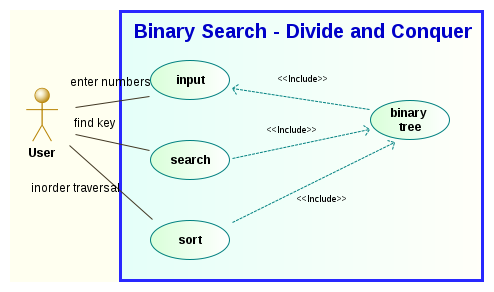 Binary Search - Divide and Conquer
enter numbers
input
<<Include>>
find key
binary
tree
<<Include>>
User
search
inorder traversal
<<Include>>
sort